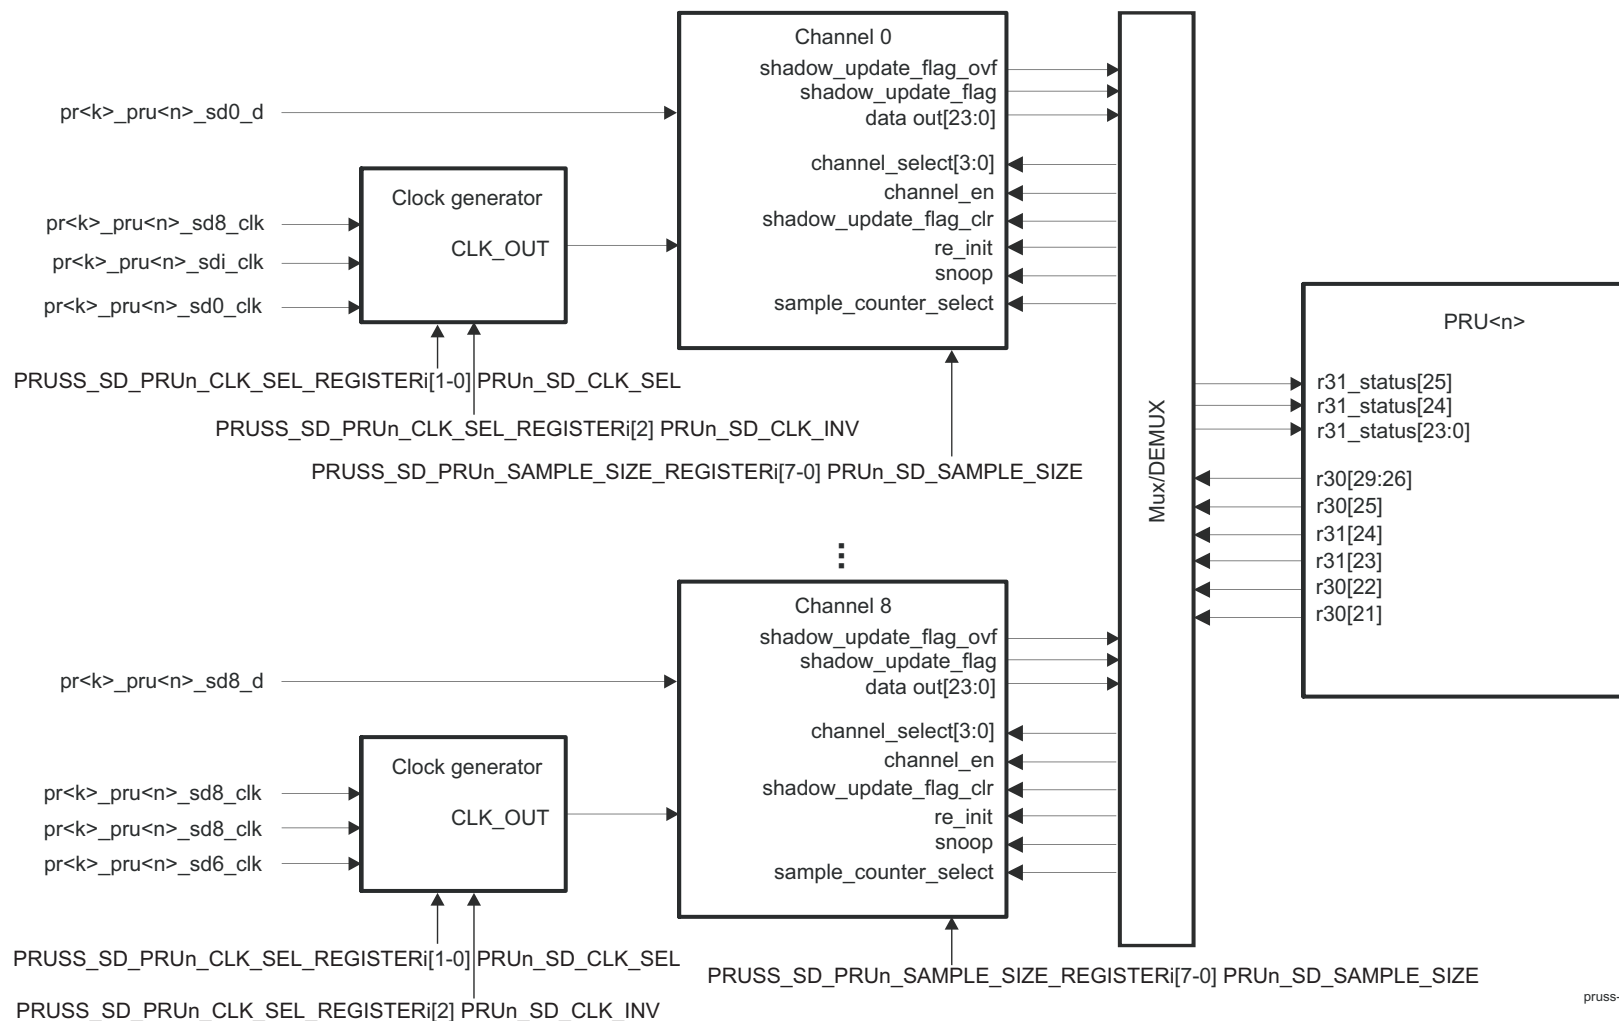 Channel 0
shadow_update_flag_ovf
shadow_update_flag
data out[23:0]
channel_select[3:0]
channel_en
shadow_update_flag_clr
re_init
snoop
sample_counter_select
pr<k>_pru<n>_sd0_d
Clock generator
CLK_OUT
pr<k>_pru<n>_sd8_clk
pr<k>_pru<n>_sdi_clk
pr<k>_pru<n>_sd0_clk
PRUSS_SD_PRUn_CLK_SEL_REGISTERi[1-0] PRUn_SD_CLK_SEL
PRUSS_SD_PRUn_CLK_SEL_REGISTERi[2] PRUn_SD_CLK_INV
PRUSS_SD_PRUn_SAMPLE_SIZE_REGISTERi[7-0] PRUn_SD_SAMPLE_SIZE
Mux/DEMUX
PRU<n>
r31_status[25]
r31_status[24]
r31_status[23:0]
r30[29:26]
r30[25]
r31[24]
r31[23]
r30[22]
r30[21]
...
Channel 8
shadow_update_flag_ovf
shadow_update_flag
data out[23:0]
channel_select[3:0]
channel_en
shadow_update_flag_clr
re_init
snoop
sample_counter_select
pr<k>_pru<n>_sd8_d
Clock generator
CLK_OUT
pr<k>_pru<n>_sd8_clk
pr<k>_pru<n>_sd8_clk
pr<k>_pru<n>_sd6_clk
PRUSS_SD_PRUn_CLK_SEL_REGISTERi[1-0] PRUn_SD_CLK_SEL
PRUSS_SD_PRUn_CLK_SEL_REGISTERi[2] PRUn_SD_CLK_INV
PRUSS_SD_PRUn_SAMPLE_SIZE_REGISTERi[7-0] PRUn_SD_SAMPLE_SIZE
pruss-